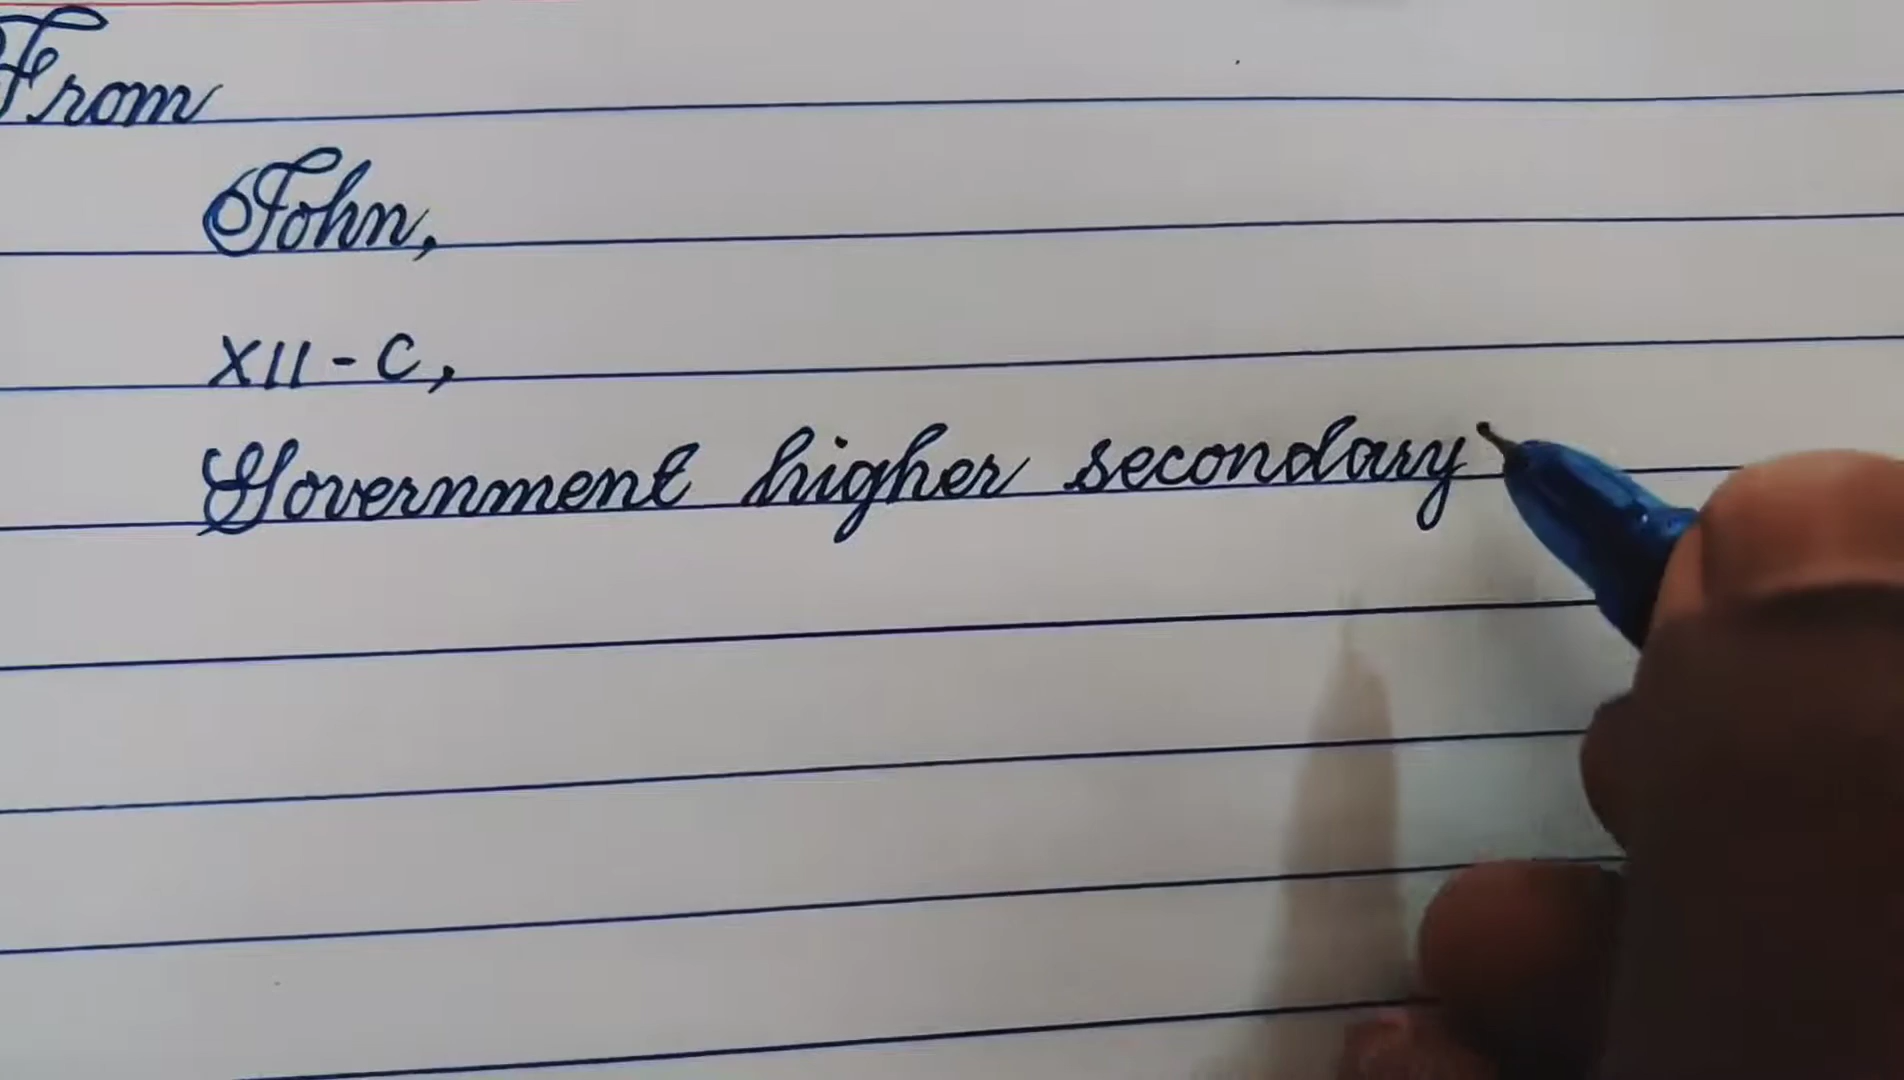 From
John,
XII - C,
Government higher secondary